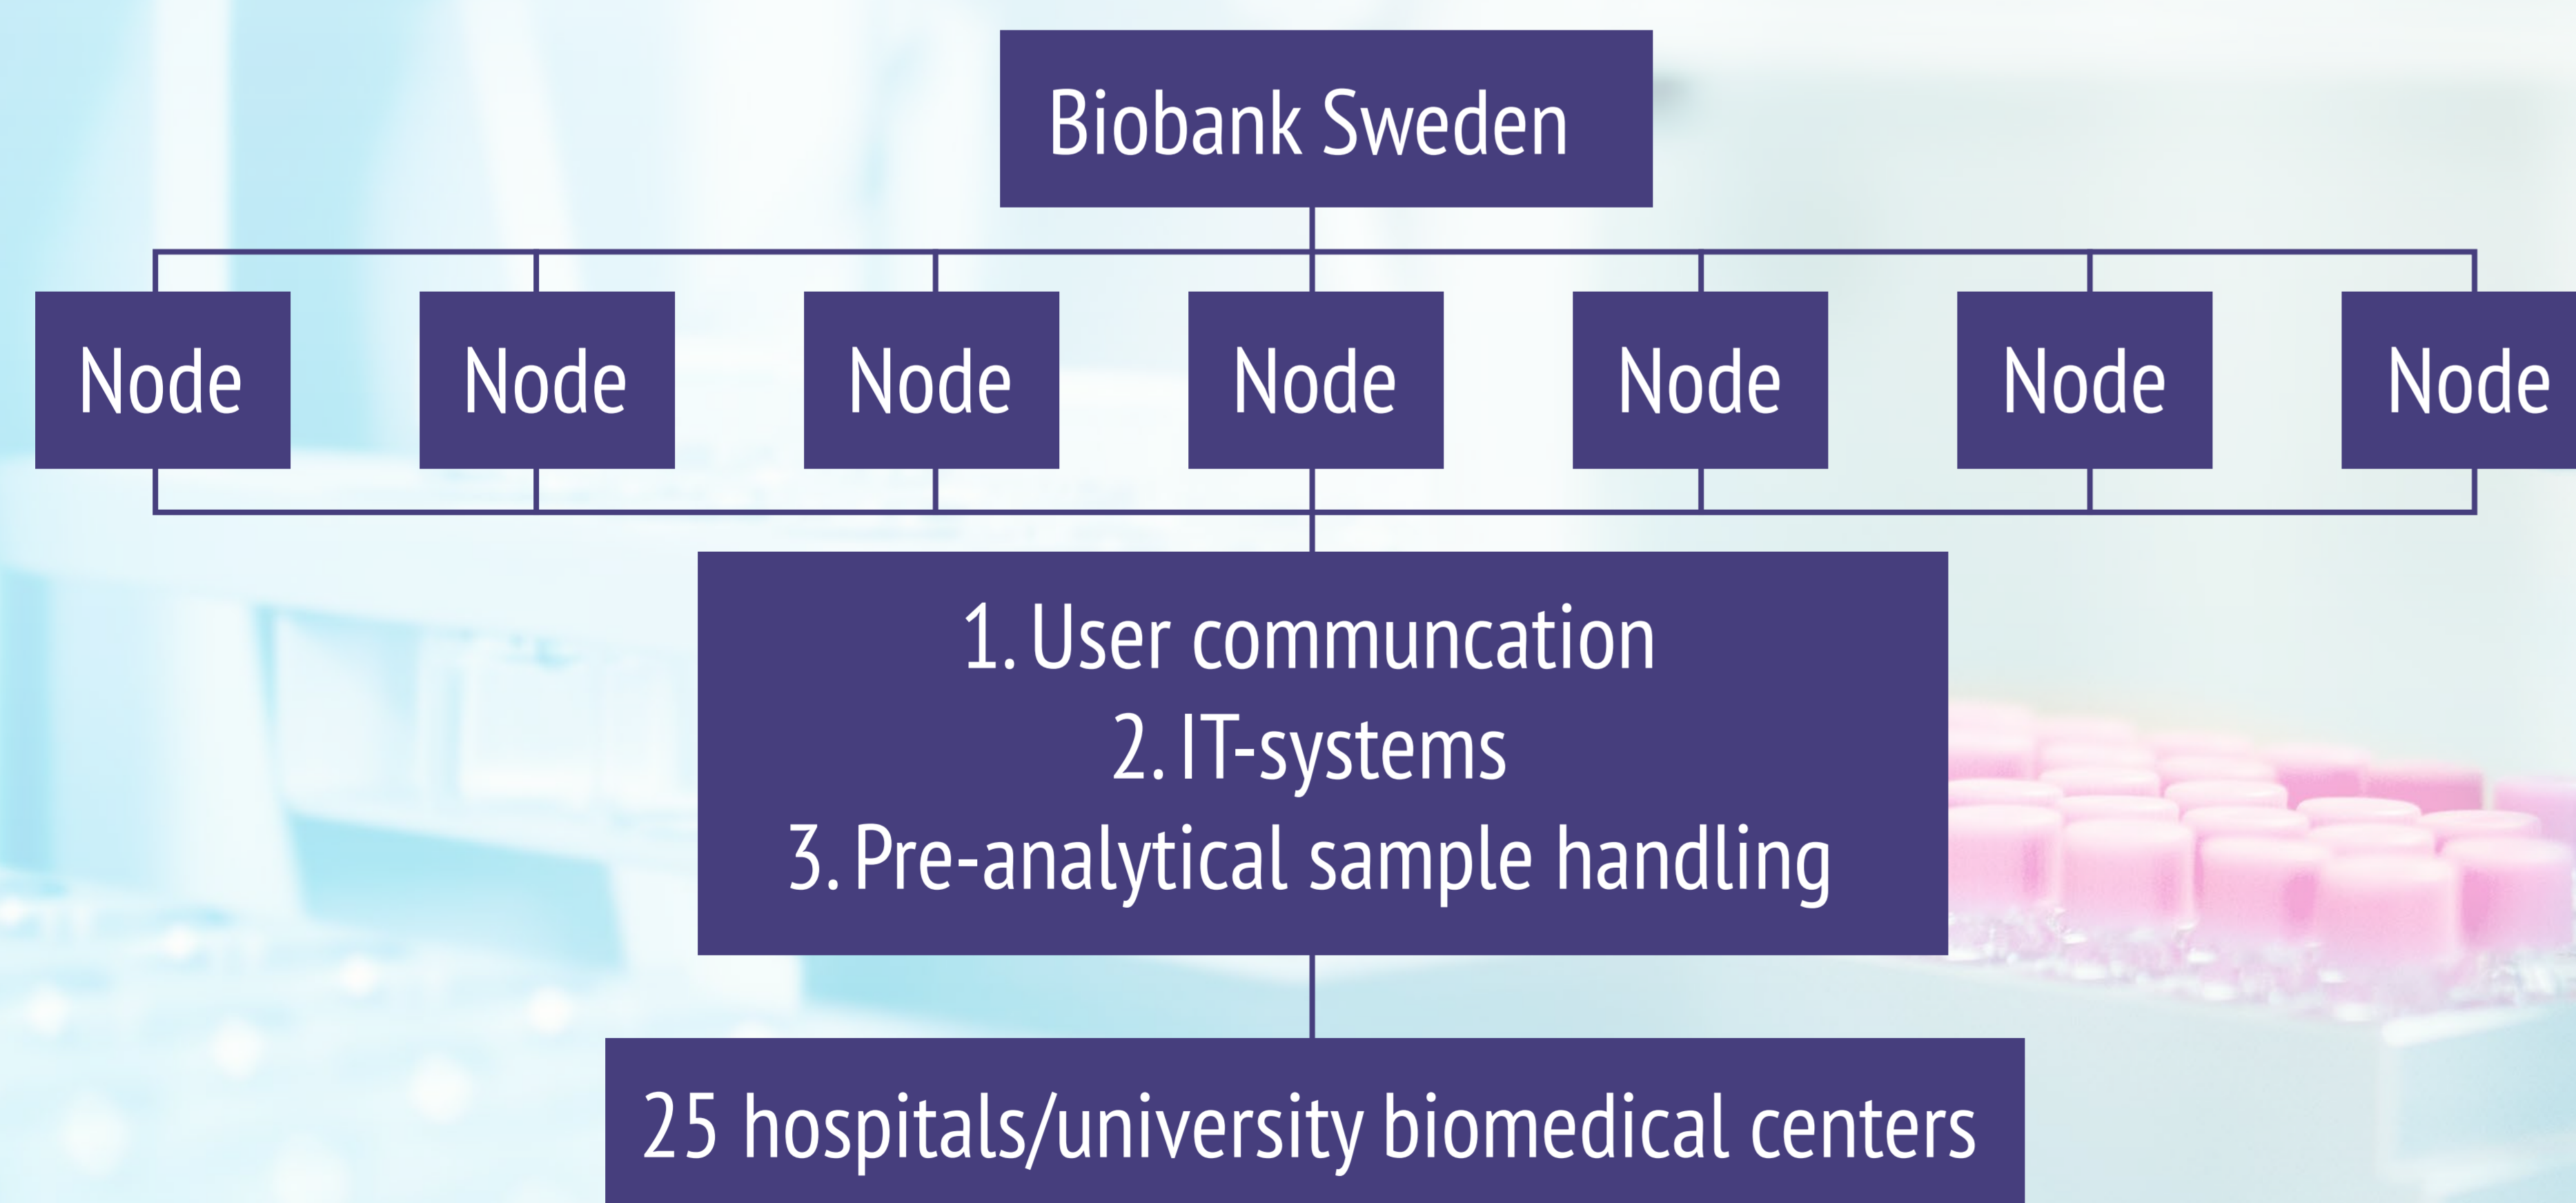 Biobank Sweden
Node Node Node Node Node Node Node
1. User communcation
2. IT-systems
3. Pre-analytical sample handling
25 hospitals/university biomedical centers